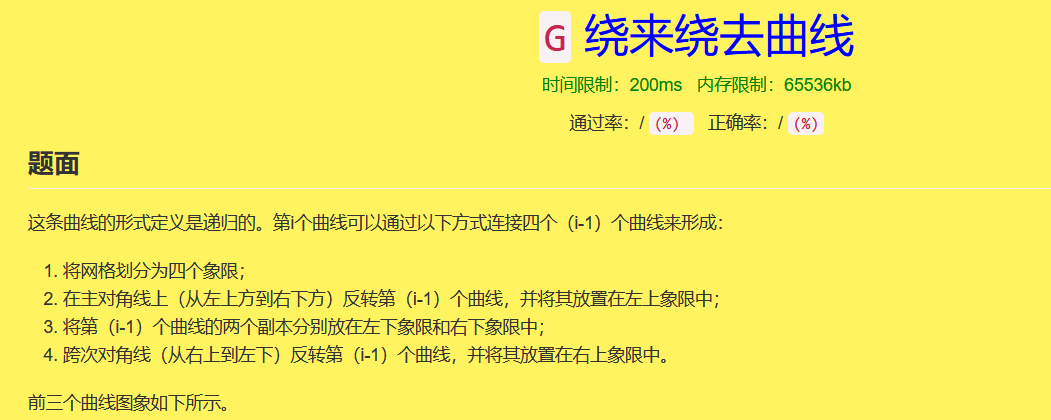 G 绕来绕去曲线
时间限制：200ms 内存限制：65536kb
通过率：/ (%) 正确率：/ (%)
题面
这条曲线的形式定义是递归的。第i个曲线可以通过以下方式连接四个（i-1）个曲线来形成：
1. 将网格划分为四个象限；
2. 在主对角线上（从左上方到右下方）反转第（i-1）个曲线，并将其放置在左上象限中；
3. 将第（i-1）个曲线的两个副本分别放在左下象限和右下象限中；
4. 跨次对角线（从右上到左下）反转第（i-1）个曲线，并将其放置在右上象限中。
前三个曲线图象如下所示。